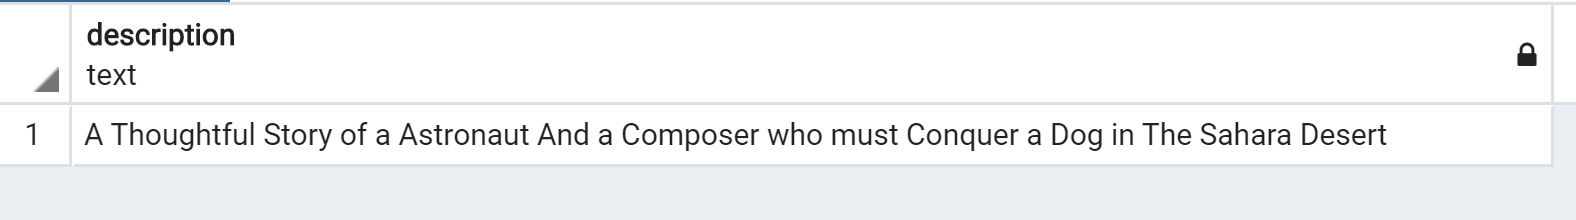 description
text
1 A Thoughtful Story of a Astronaut And a Composer who must Conquer a Dog in The Sahara Desert